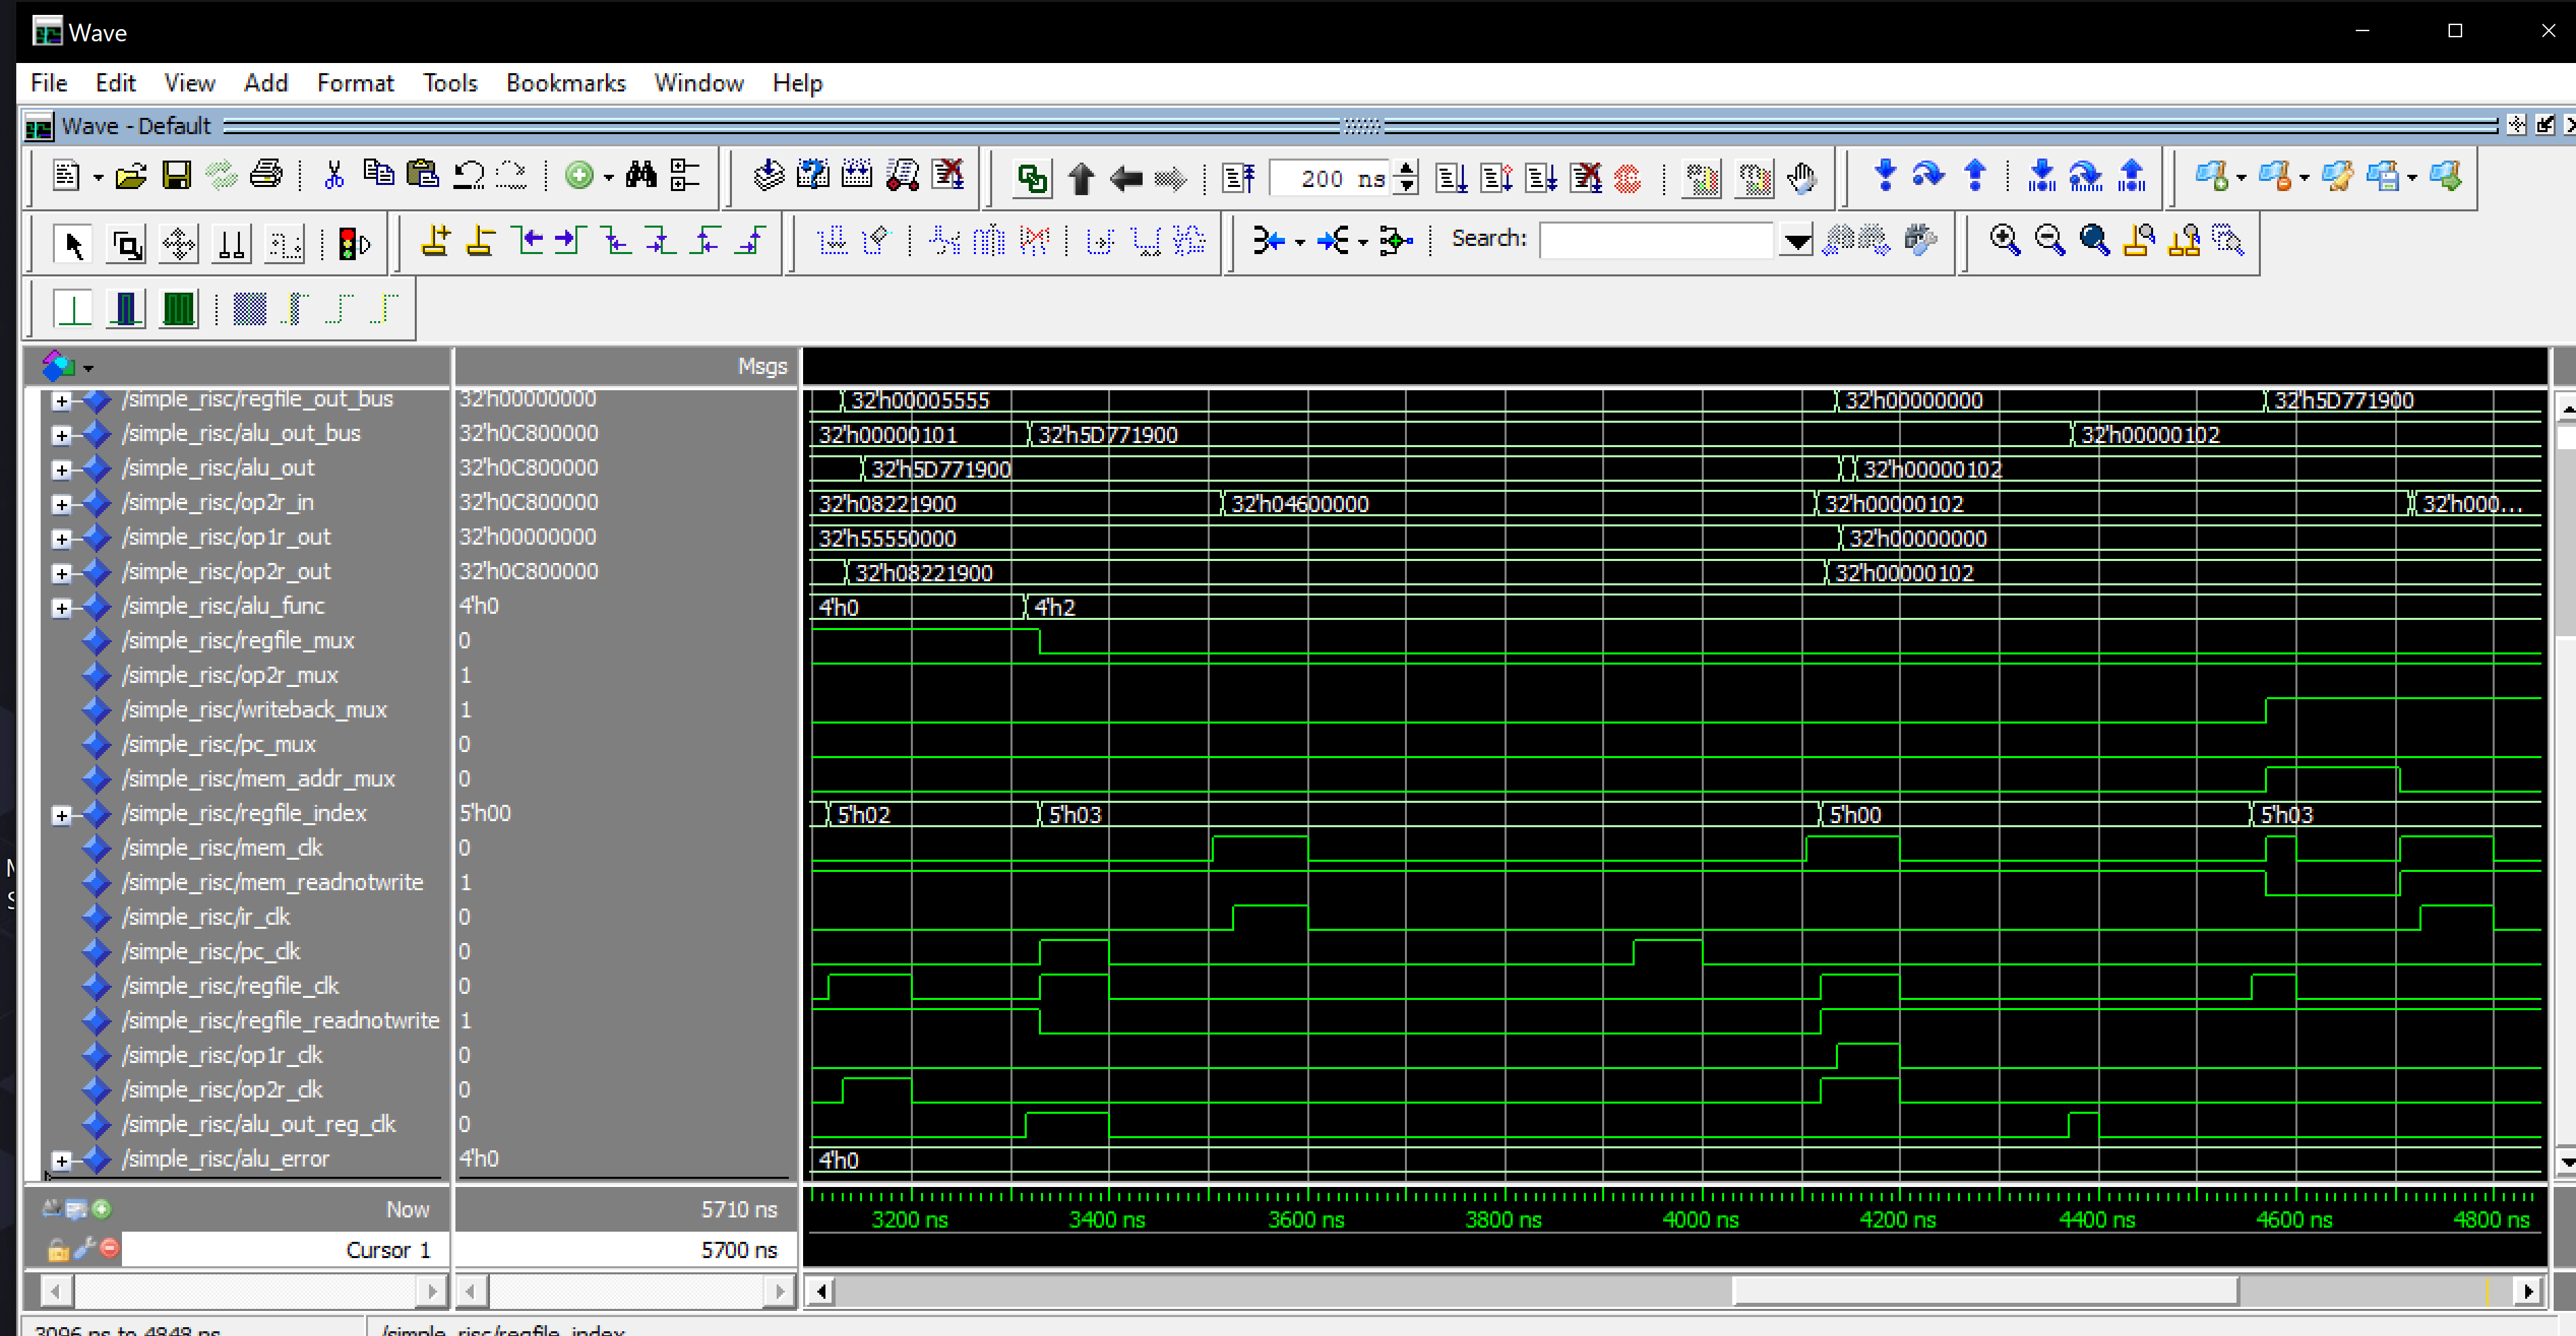 Wave
File Edit View Add Format Tools Bookmarks Window Help
Wave - Default
200 ns
Search:
Msgs
/simple_risc/regfile_out_bus 32'h00000000 32'h00005555 32'h00000000 32'h5D771900
/simple_risc/alu_out_bus 32'h0C800000 32'h00000101 32'h5D771900 32'h00000102
/simple_risc/alu_out 32'h0C800000 32'h5D771900 32'h00000102
/simple_risc/op2r_in 32'h0C800000 32'h08221900 32'h04600000 32'h00000102 32'h000...
/simple_risc/op1r_out 32'h00000000 32'h55550000 32'h00000000
/simple_risc/op2r_out 32'h0C800000 32'h08221900 32'h00000102
/simple_risc/alu_func 4'h0 4'h0 4'h2
/simple_risc/regfile_mux 0
/simple_risc/op2r_mux 1
/simple_risc/writeback_mux 1
/simple_risc/pc_mux 0
/simple_risc/mem_addr_mux 0
/simple_risc/regfile_index 5'h00 5'h02 5'h03 5'h00 5'h03
/simple_risc/mem_clk 0
/simple_risc/mem_readnotwrite 1
/simple_risc/ir_clk 0
/simple_risc/pc_clk 0
/simple_risc/regfile_clk 0
/simple_risc/regfile_readnotwrite 1
/simple_risc/op1r_clk 0
/simple_risc/op2r_clk 0
/simple_risc/alu_out_reg_clk 0
/simple_risc/alu_error 4'h0 4'h0
Now 5710 ns 3200 ns 3400 ns 3600 ns 3800 ns 4000 ns 4200 ns 4400 ns 4600 ns 4800 ns
Cursor 1 5700 ns
3096 ns to 4848 ns /simple_risc/regfile_index